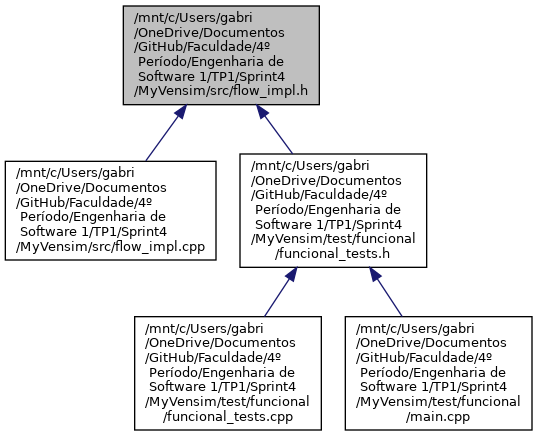 /mnt/c/Users/gabri
/OneDrive/Documentos
/GitHub/Faculdade/4º
Período/Engenharia de
Software 1/TP1/Sprint4
/MyVensim/src/flow_impl.h
/mnt/c/Users/gabri
/OneDrive/Documentos
/GitHub/Faculdade/4º
Período/Engenharia de
Software 1/TP1/Sprint4
/MyVensim/src/flow_impl.cpp
/mnt/c/Users/gabri
/OneDrive/Documentos
/GitHub/Faculdade/4º
Período/Engenharia de
Software 1/TP1/Sprint4
/MyVensim/test/funcional
/funcional_tests.h
/mnt/c/Users/gabri
/OneDrive/Documentos
/GitHub/Faculdade/4º
Período/Engenharia de
Software 1/TP1/Sprint4
/MyVensim/test/funcional
/funcional_tests.cpp
/mnt/c/Users/gabri
/OneDrive/Documentos
/GitHub/Faculdade/4º
Período/Engenharia de
Software 1/TP1/Sprint4
/MyVensim/test/funcional
/main.cpp